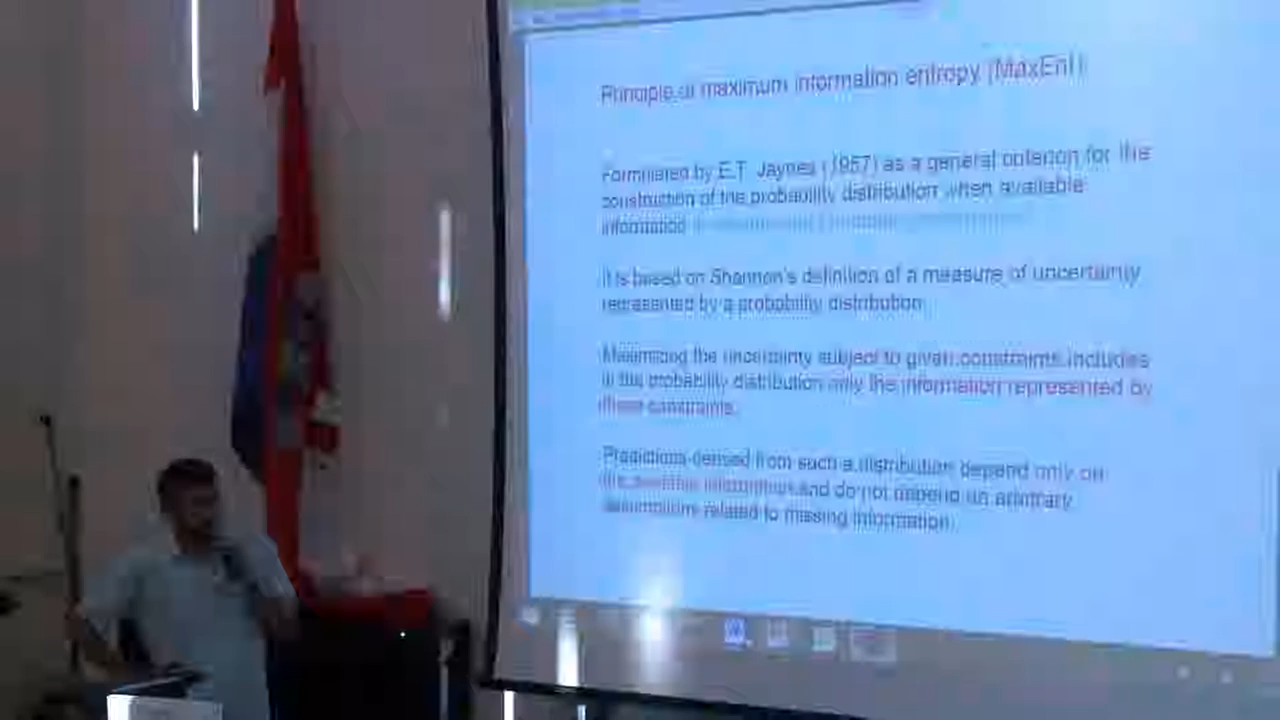 Principle of maximum information entropy (MaxEnt)
Formulated by E.T. Jaynes (1957) as a general criterion for the
construction of the probability distribution when available
information
It is based on Shannon's definition of a measure of uncertainty
represented by a probability distribution.
Maximizing the uncertainty subject to given constraints includes
in the probability distribution only the information represented by
these constraints.
Predictions derived from such a distribution depend only on
the available information and do not depend on arbitrary
assumptions related to missing information.